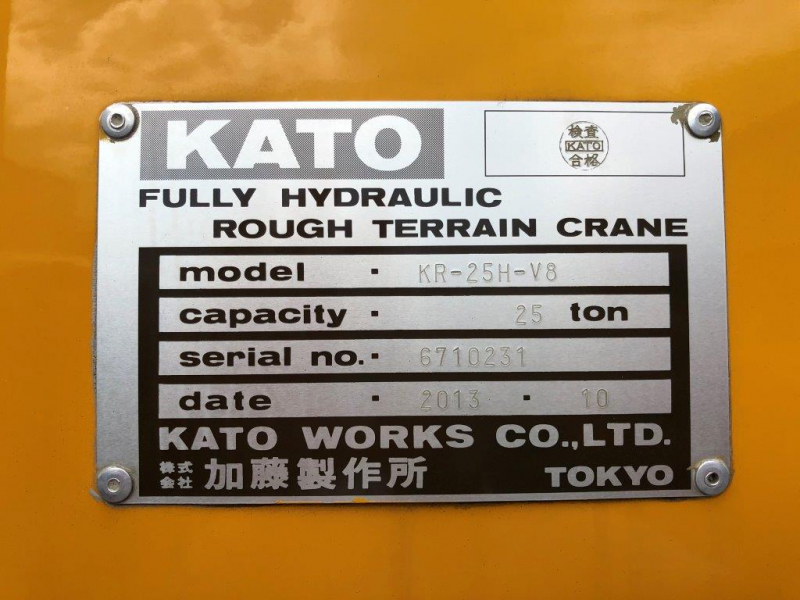 KATO
検査
KATO
合格
FULLY HYDRAULIC
ROUGH TERRAIN CRANE
model · KR-25H-V8
capacity · 25 ton
serial no. · 6710231
date · 2013 · 10
KATO WORKS CO.,LTD.
株式会社 加藤製作所 TOKYO